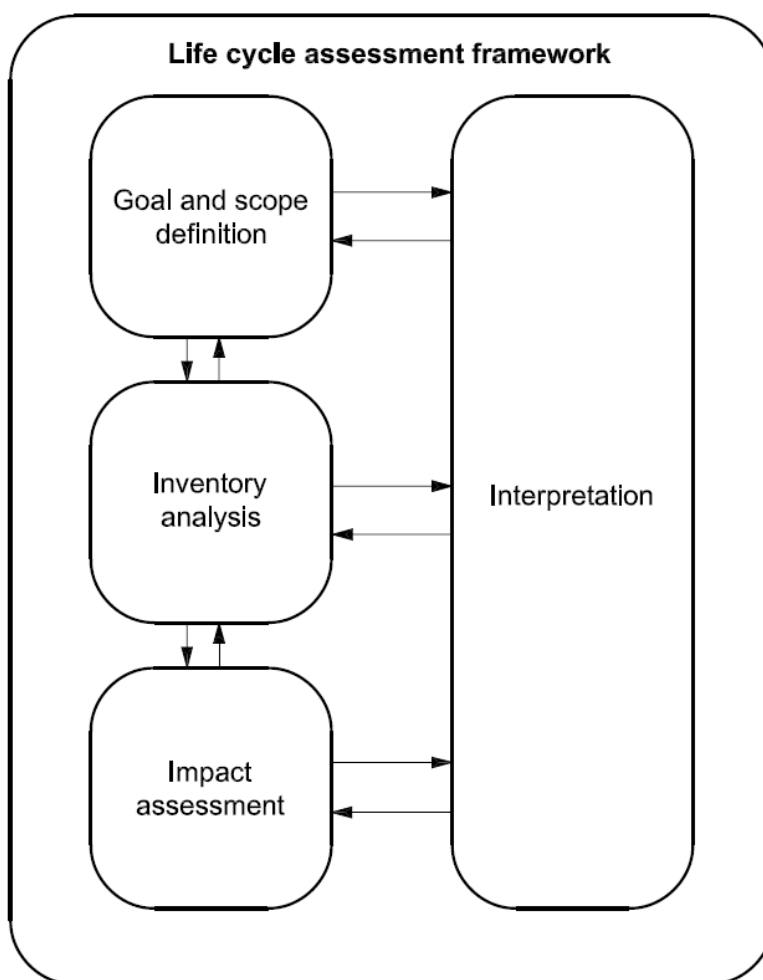 Life cycle assessment framework
Goal and scope
definition
Inventory
analysis
Interpretation
Impact
assessment